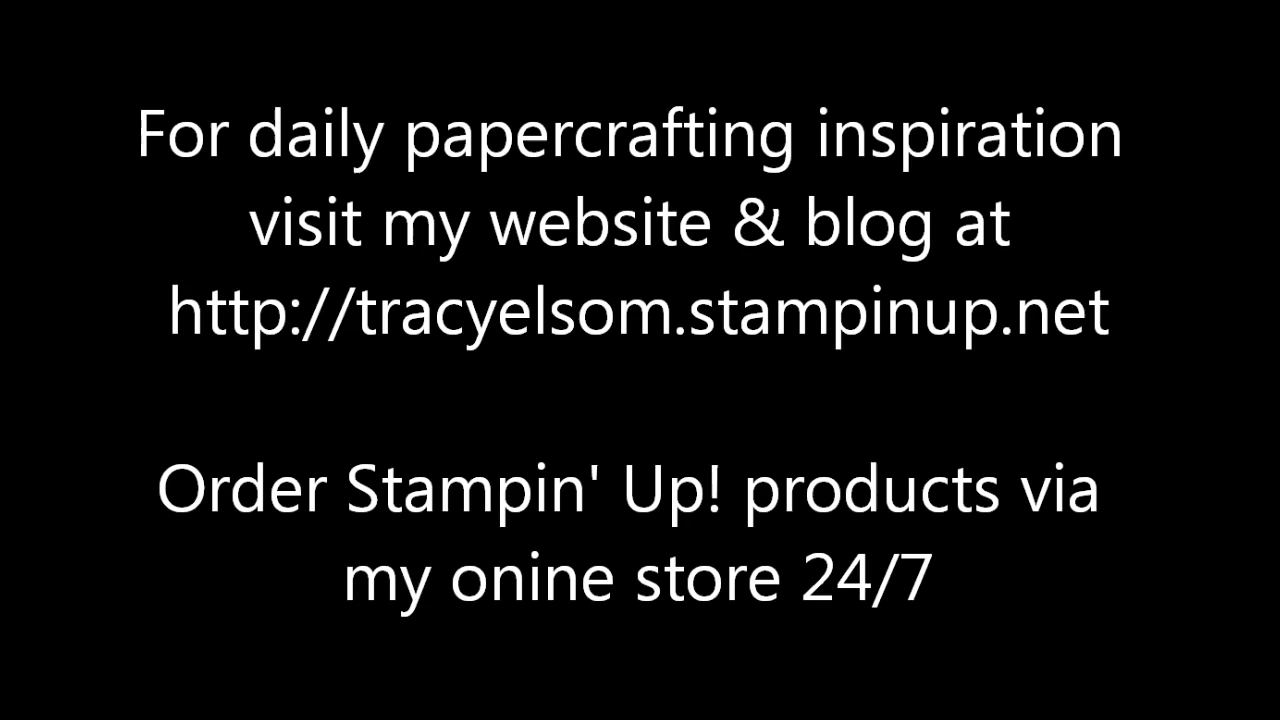 For daily papercrafting inspiration
visit my website & blog at
http://tracyelsom.stampinup.net
Order Stampin' Up! products via
my onine store 24/7